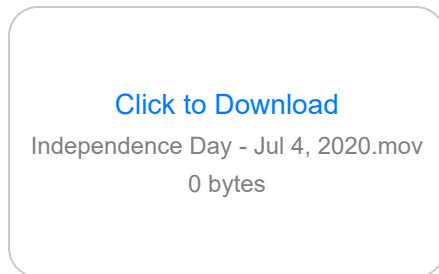 Click to Download
Independence Day - Jul 4, 2020.mov
0 bytes